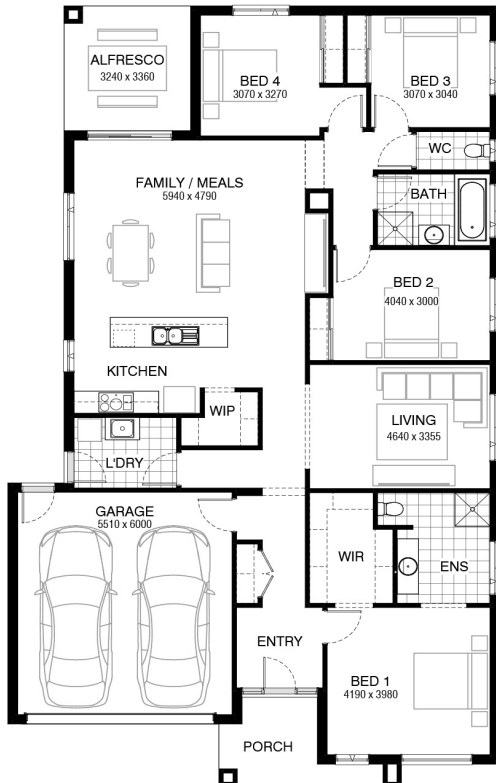 ALFRESCO
3240 x 3360
BED 4
3070 x 3270
BED 3
3070 x 3040
WC
FAMILY / MEALS
5940 x 4790
BATH
BED 2
4040 x 3000
KITCHEN
WIP
LIVING
4640 x 3355
L'DRY
GARAGE
5510 x 6000
WIR
ENS
ENTRY
BED 1
4190 x 3980
PORCH